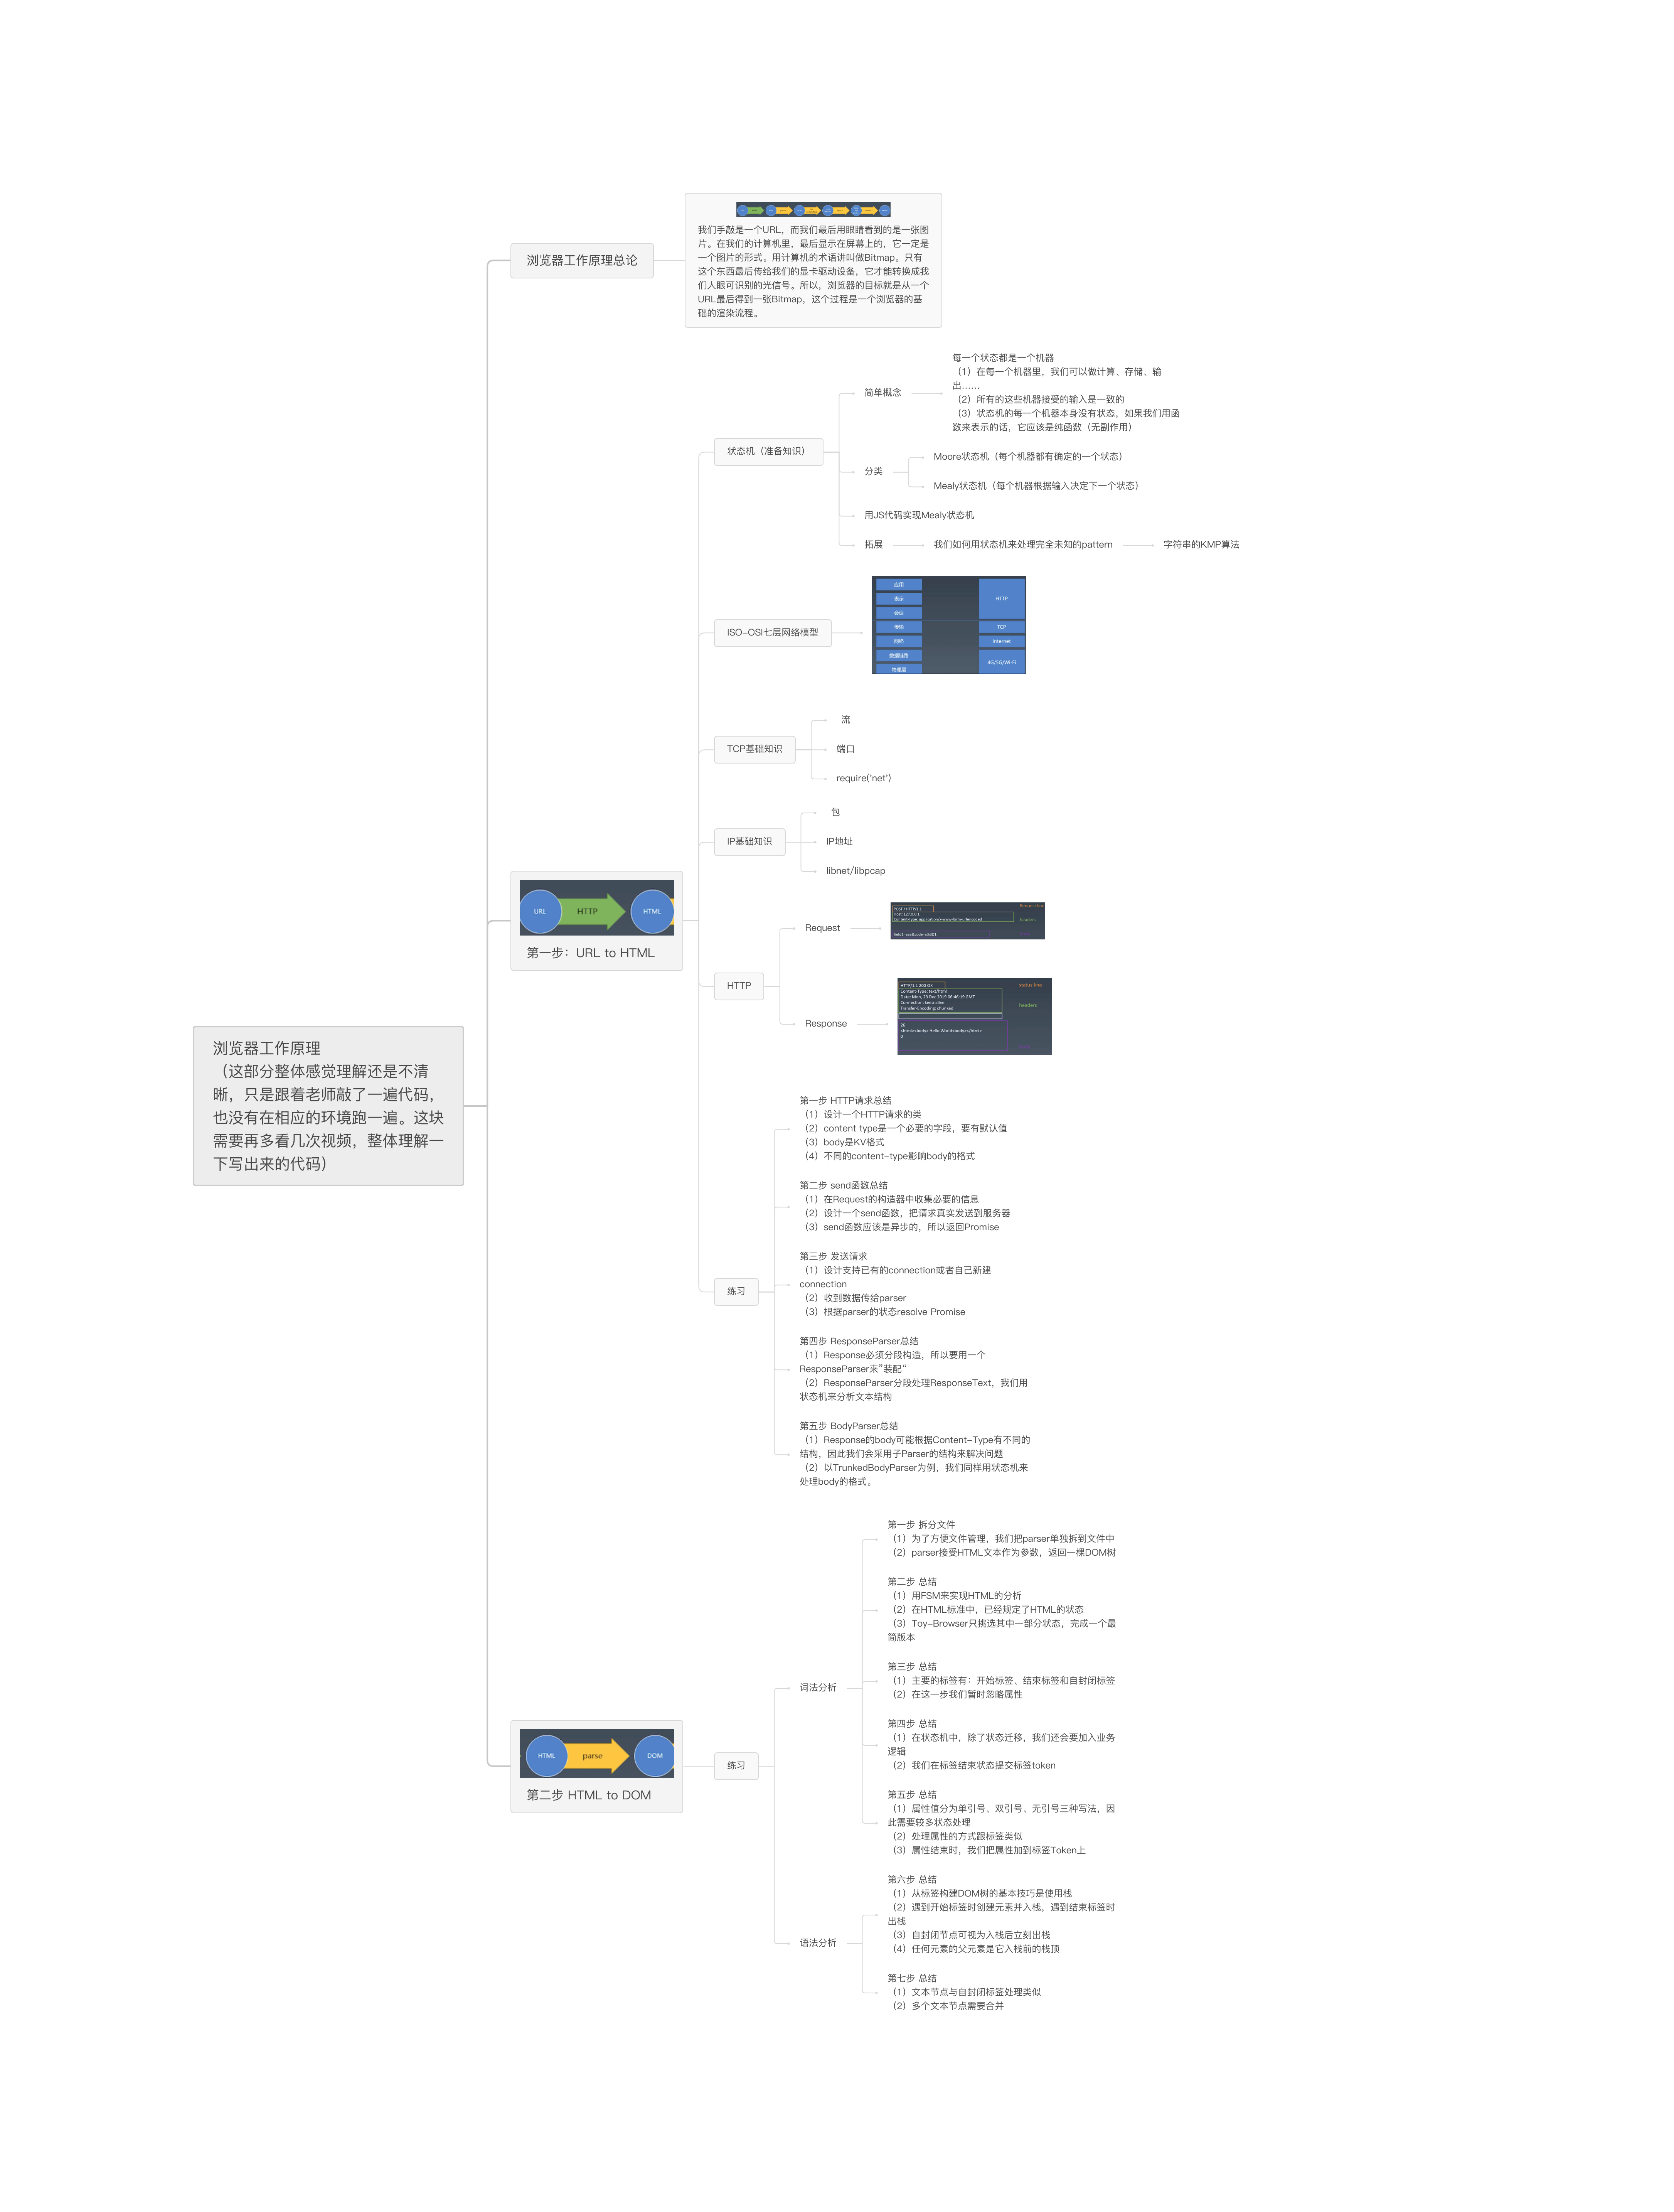 我们手敲是一个URL，而我们最后用眼睛看到的是一张图
片。在我们的计算机里，最后显示在屏幕上的，它一定是
一个图片的形式。用计算机的术语讲叫做Bitmap。只有
这个东西最后传给我们的显卡驱动设备，它才能转换成我
们人眼可识别的光信号。所以，浏览器的目标就是从一个
URL最后得到一张Bitmap，这个过程是一个浏览器的基
础的渲染流程。
浏览器工作原理总论
每一个状态都是一个机器
（1）在每一个机器里，我们可以做计算、存储、输
出……
（2）所有的这些机器接受的输入是一致的
（3）状态机的每一个机器本身没有状态，如果我们用函
数来表示的话，它应该是纯函数（无副作用）
简单概念
状态机（准备知识）
分类
Moore状态机（每个机器都有确定的一个状态）
Mealy状态机（每个机器根据输入决定下一个状态）
用JS代码实现Mealy状态机
拓展
我们如何用状态机来处理完全未知的pattern
字符串的KMP算法
ISO-OSI七层网络模型
应用
表示
会话
传输
网络
数据链路
物理层
HTTP
TCP
Internet
4G/5G/Wi-Fi
TCP基础知识
流
端口
require('net')
IP基础知识
包
IP地址
libnet/libpcap
URL
HTTP
HTML
第一步：URL to HTML
HTTP
Request
POST / HTTP/1.1
Host: 127.0.0.1
Content-Type: application/x-www-form-urlencoded
Request line
headers
Response
HTTP/1.1 200 OK
Content-Type: text/html
Date: Mon, 23 Dec 2019 06:46:19 GMT
Connection: keep-alive
Transfer-Encoding: chunked
26
<html><body> Hello World<body></html>
0
status line
headers
浏览器工作原理
（这部分整体感觉理解还是不清
晰，只是跟着老师敲了一遍代码，
也没有在相应的环境跑一遍。这块
需要再多看几次视频，整体理解一
下写出来的代码）
练习
第一步 HTTP请求总结
（1）设计一个HTTP请求的类
（2）content type是一个必要的字段，要有默认值
（3）body是KV格式
（4）不同的content-type影响body的格式
第二步 send函数总结
（1）在Request的构造器中收集必要的信息
（2）设计一个send函数，把请求真实发送到服务器
（3）send函数应该是异步的，所以返回Promise
第三步 发送请求
（1）设计支持已有的connection或者自己新建
connection
（2）收到数据传给parser
（3）根据parser的状态resolve Promise
第四步 ResponseParser总结
（1）Response必须分段构造，所以要用一个
ResponseParser来”装配“
（2）ResponseParser分段处理ResponseText，我们用
状态机来分析文本结构
第五步 BodyParser总结
（1）Response的body可能根据Content-Type有不同的
结构，因此我们会采用子Parser的结构来解决问题
（2）以TrunkedBodyParser为例，我们同样用状态机来
处理body的格式。
HTML
parse
DOM
第二步 HTML to DOM
练习
词法分析
第一步 拆分文件
（1）为了方便文件管理，我们把parser单独拆到文件中
（2）parser接受HTML文本作为参数，返回一棵DOM树
第二步 总结
（1）用FSM来实现HTML的分析
（2）在HTML标准中，已经规定了HTML的状态
（3）Toy-Browser只挑选其中一部分状态，完成一个最
简版本
第三步 总结
（1）主要的标签有：开始标签、结束标签和自封闭标签
（2）在这一步我们暂时忽略属性
第四步 总结
（1）在状态机中，除了状态迁移，我们还会要加入业务
逻辑
（2）我们在标签结束状态提交标签token
第五步 总结
（1）属性值分为单引号、双引号、无引号三种写法，因
此需要较多状态处理
（2）处理属性的方式跟标签类似
（3）属性结束时，我们把属性加到标签Token上
语法分析
第六步 总结
（1）从标签构建DOM树的基本技巧是使用栈
（2）遇到开始标签时创建元素并入栈，遇到结束标签时
出栈
（3）自封闭节点可视为入栈后立刻出栈
（4）任何元素的父元素是它入栈前的栈顶
第七步 总结
（1）文本节点与自封闭标签处理类似
（2）多个文本节点需要合并